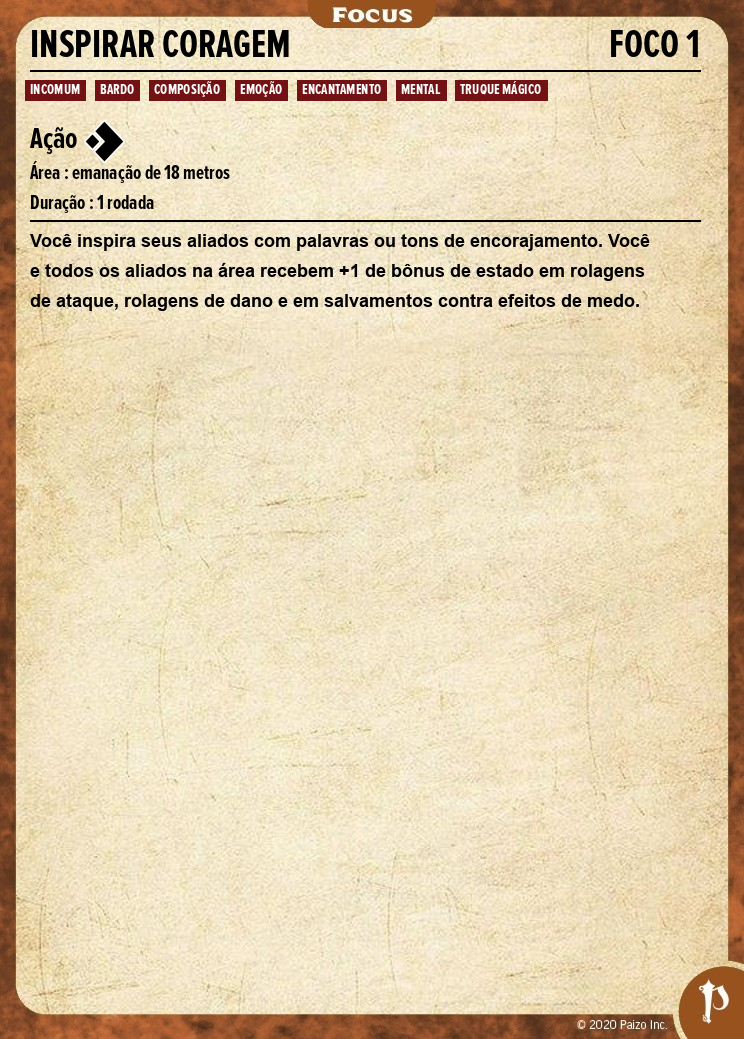 Focus
INSPIRAR CORAGEM FOCO 1
INCOMUM BARDO COMPOSIÇÃO EMOÇÃO ENCANTAMENTO MENTAL TRUQUE MÁGICO
Ação
Área : emanação de 18 metros
Duração : 1 rodada
Você inspira seus aliados com palavras ou tons de encorajamento. Você
e todos os aliados na área recebem +1 de bônus de estado em rolagens
de ataque, rolagens de dano e em salvamentos contra efeitos de medo.
© 2020 Paizo Inc.
P